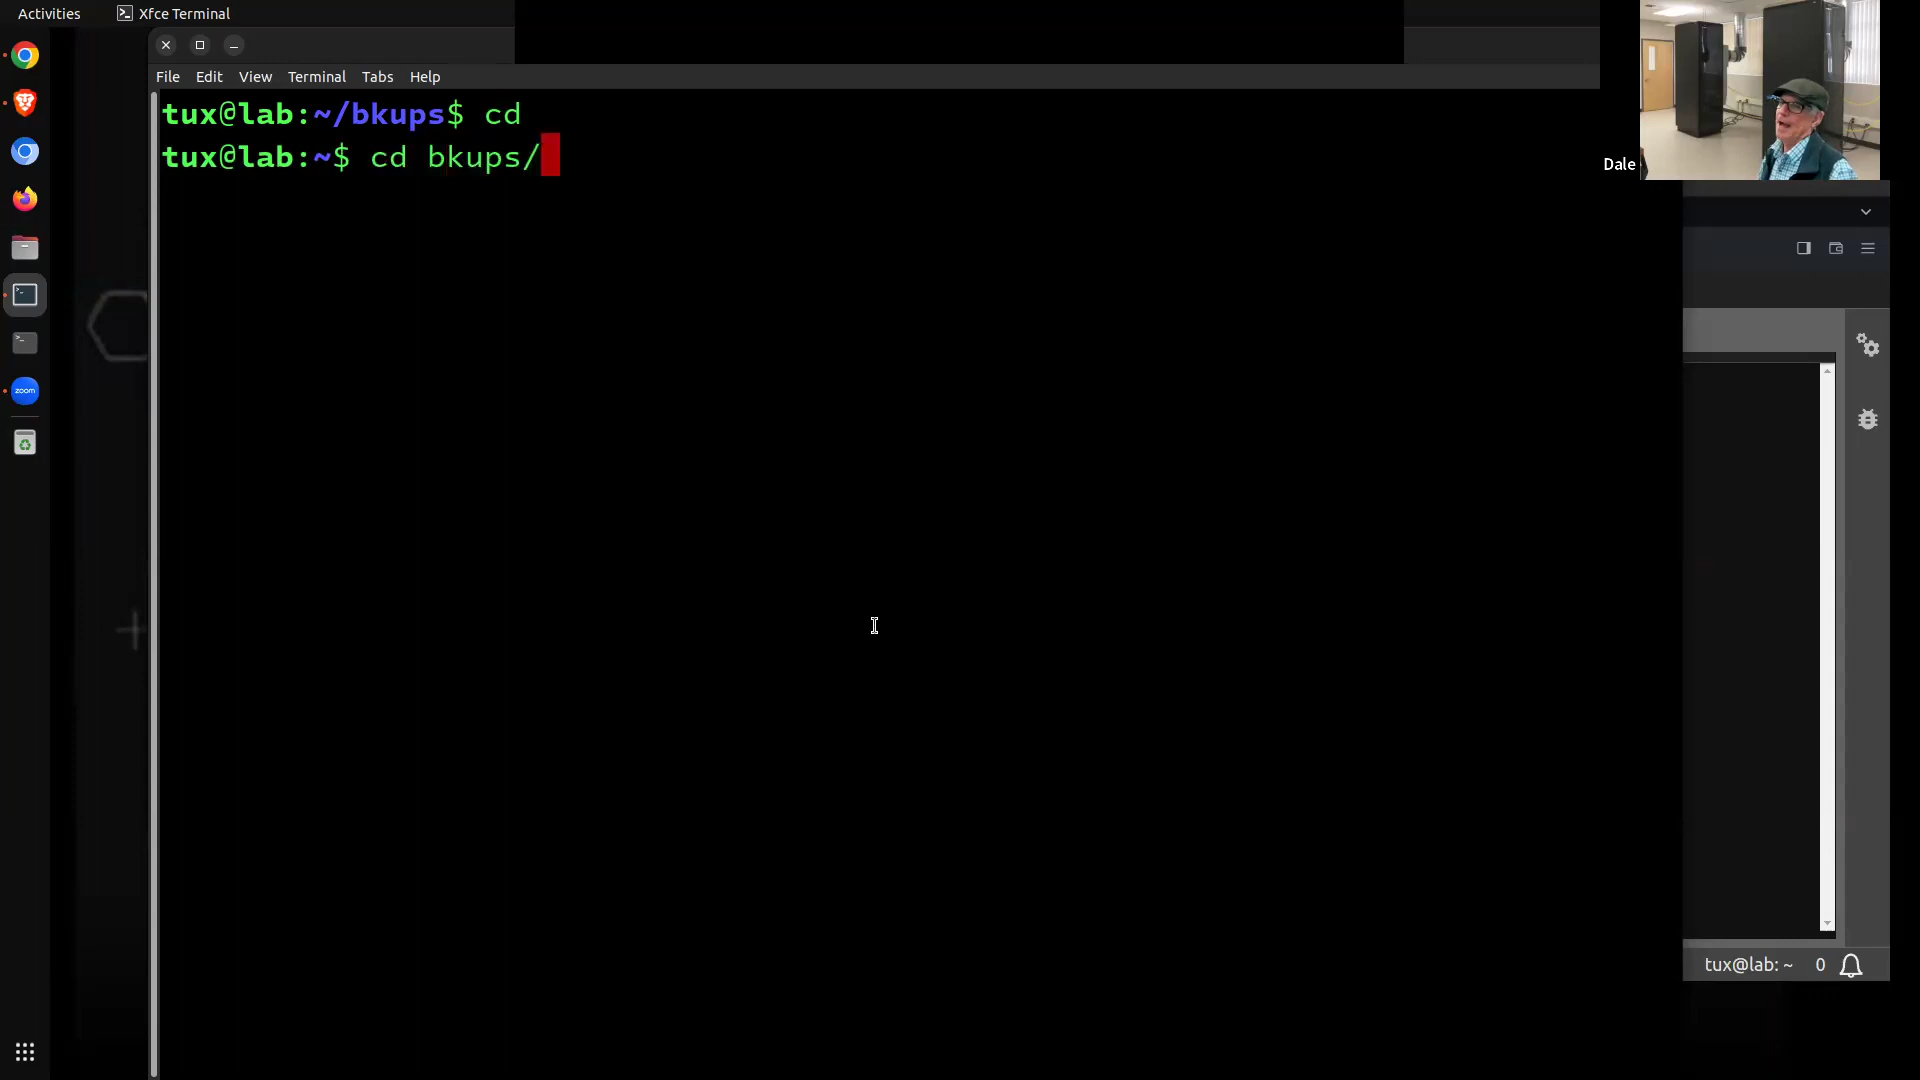 Activities
Xfce Terminal
File Edit View Terminal Tabs Help
tux@lab:~/bkups$ cd
tux@lab:~$ cd bkups/
Dale
zoom
tux@lab: ~ 0